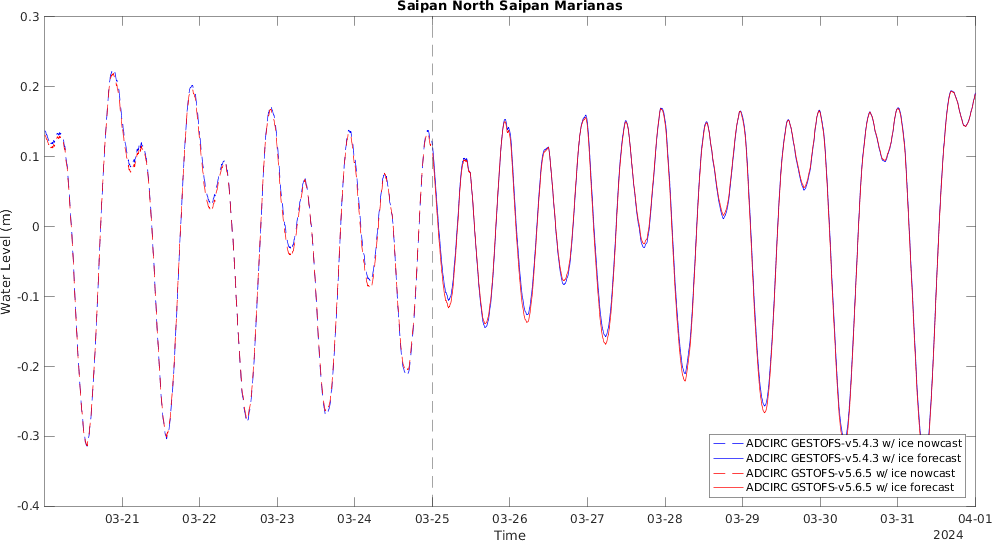 Saipan North Saipan Marianas
0.3
0.2
0.1
0
-0.1
-0.2
-0.3
-0.4
Water Level (m)
ADCIRC GESTOFS-v5.4.3 w/ ice nowcast
ADCIRC GESTOFS-v5.4.3 w/ ice forecast
ADCIRC GSTOFS-v5.6.5 w/ ice nowcast
ADCIRC GSTOFS-v5.6.5 w/ ice forecast
03-21 03-22 03-23 03-24 03-25 03-26 03-27 03-28 03-29 03-30 03-31 04-01
Time
2024